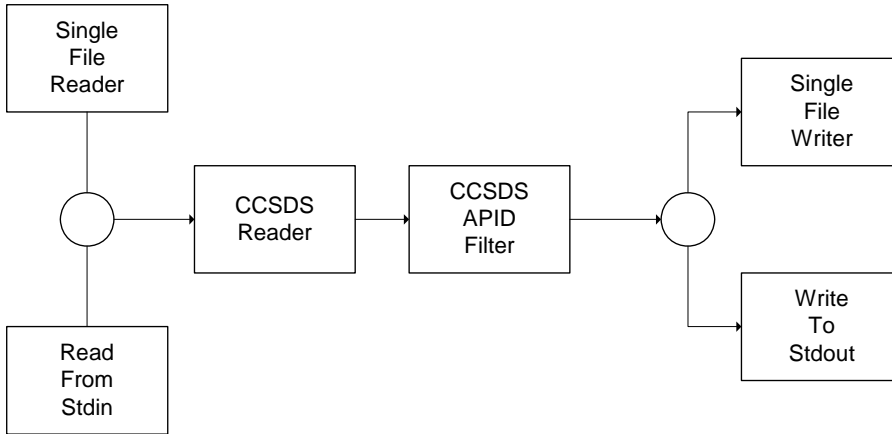 Single
File
Reader
Read
From
Stdin
CCSDS
Reader
CCSDS
APID
Filter
Single
File
Writer
Write
To
Stdout